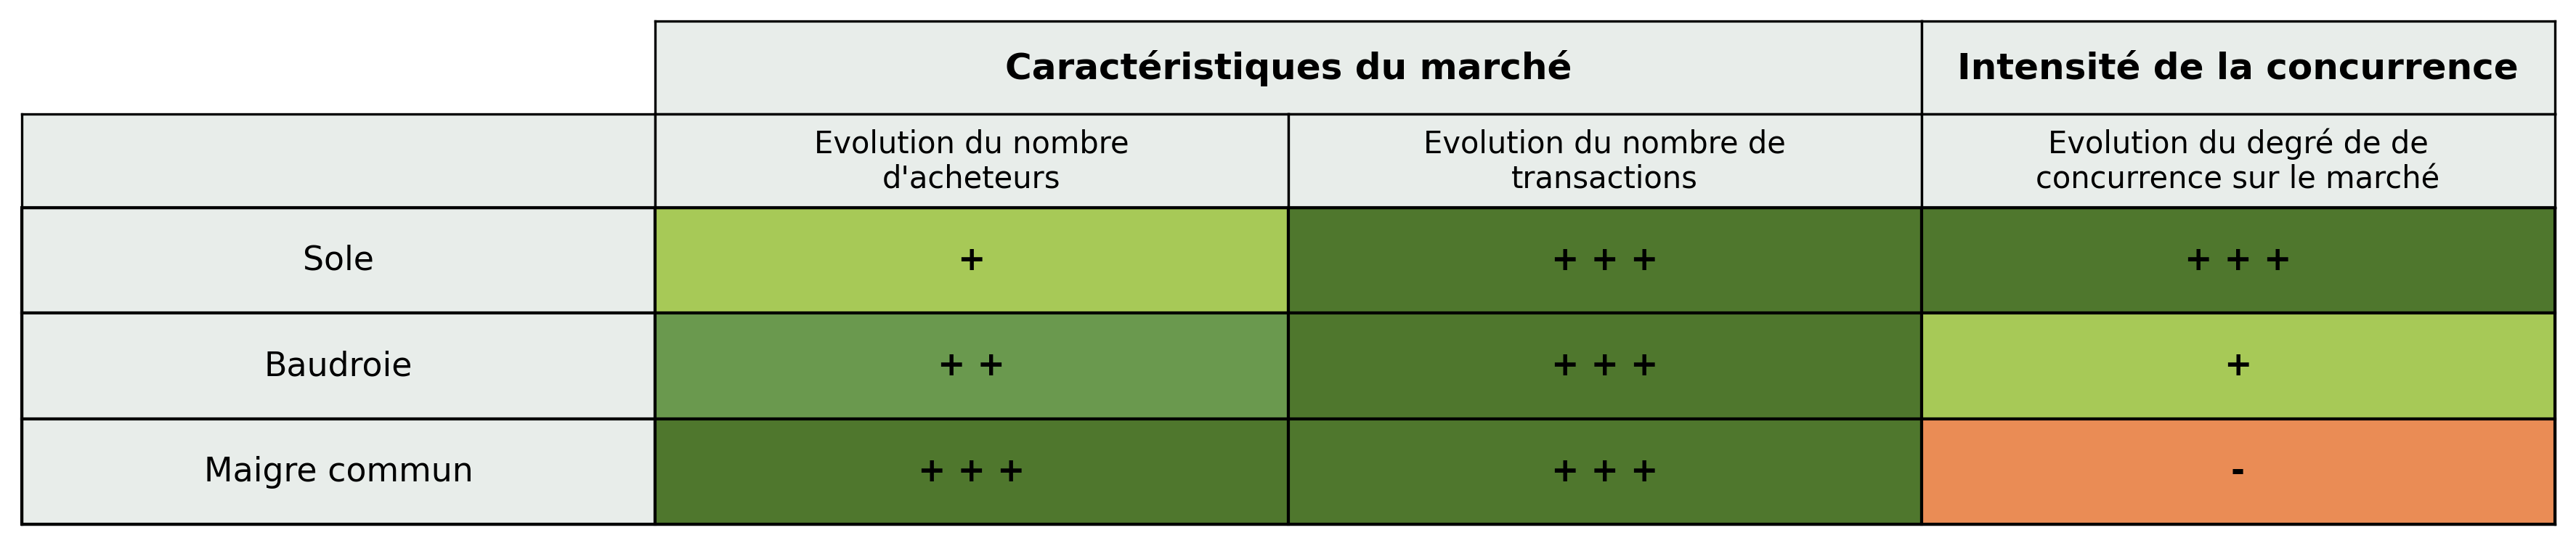 Caractéristiques du marché
Intensité de la concurrence
Evolution du nombre
d'acheteurs
Evolution du nombre de
transactions
Evolution du degré de de
concurrence sur le marché
Sole
+
+ + +
+ + +
Baudroie
+ +
+ + +
+
Maigre commun
+ + +
+ + +
-